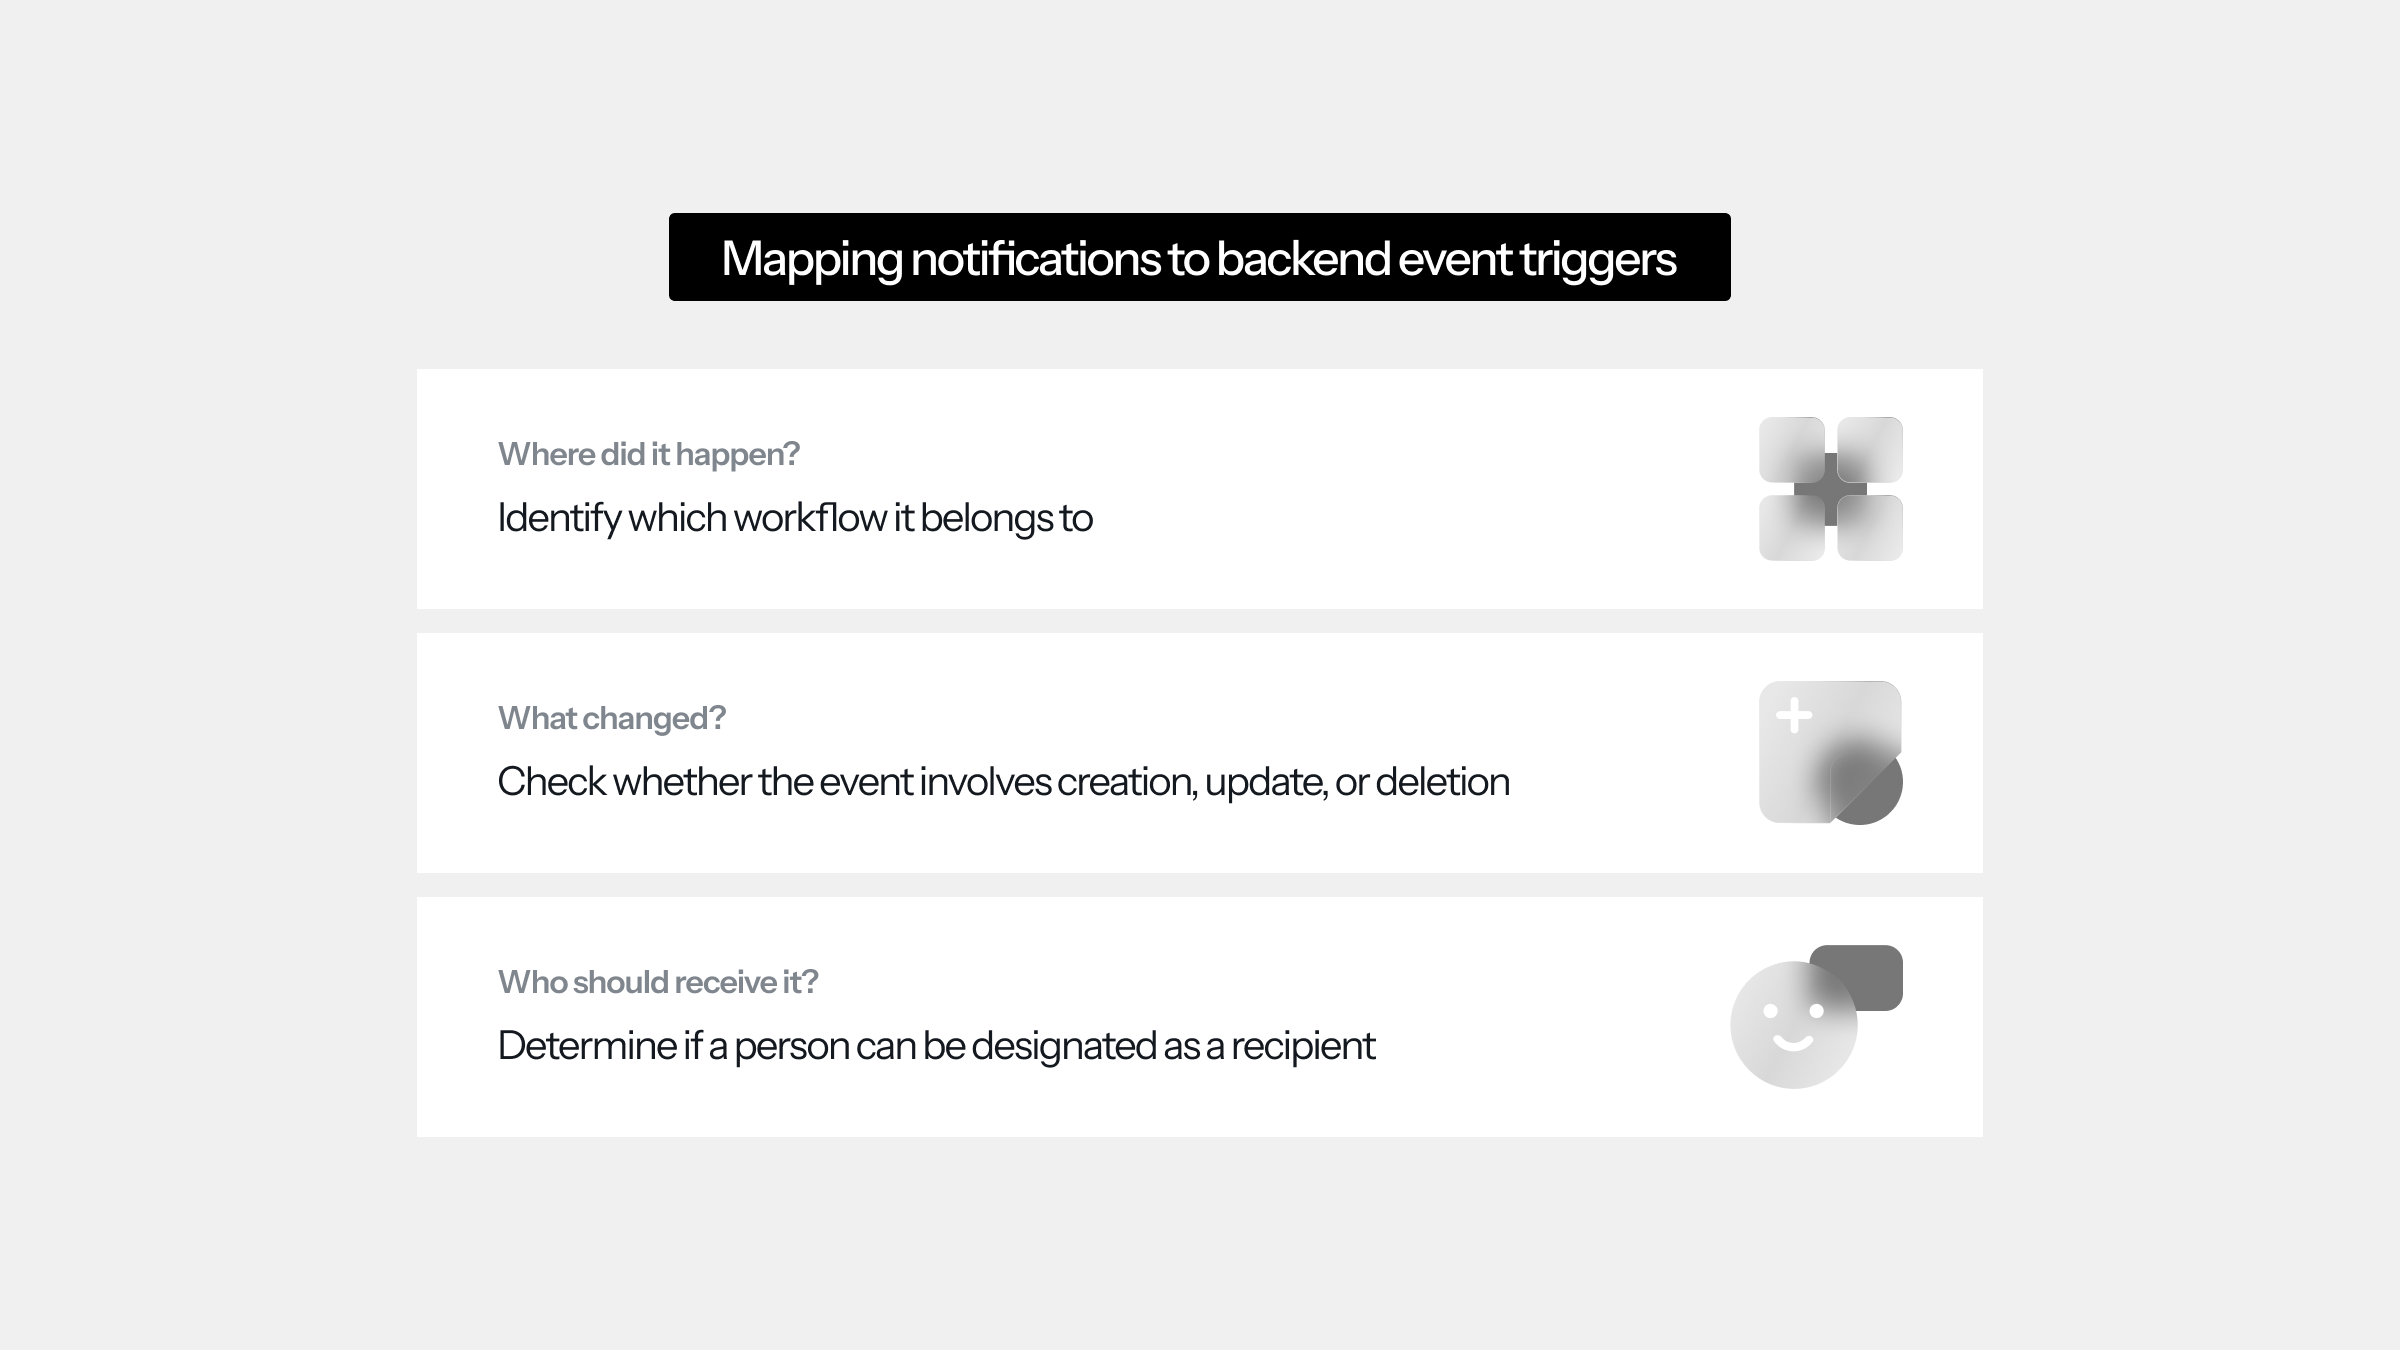 Mapping notifications to backend event triggers
Where did it happen?
Identify which workflow it belongs to
What changed?
Check whether the event involves creation, update, or deletion
Who should receive it?
Determine if a person can be designated as a recipient